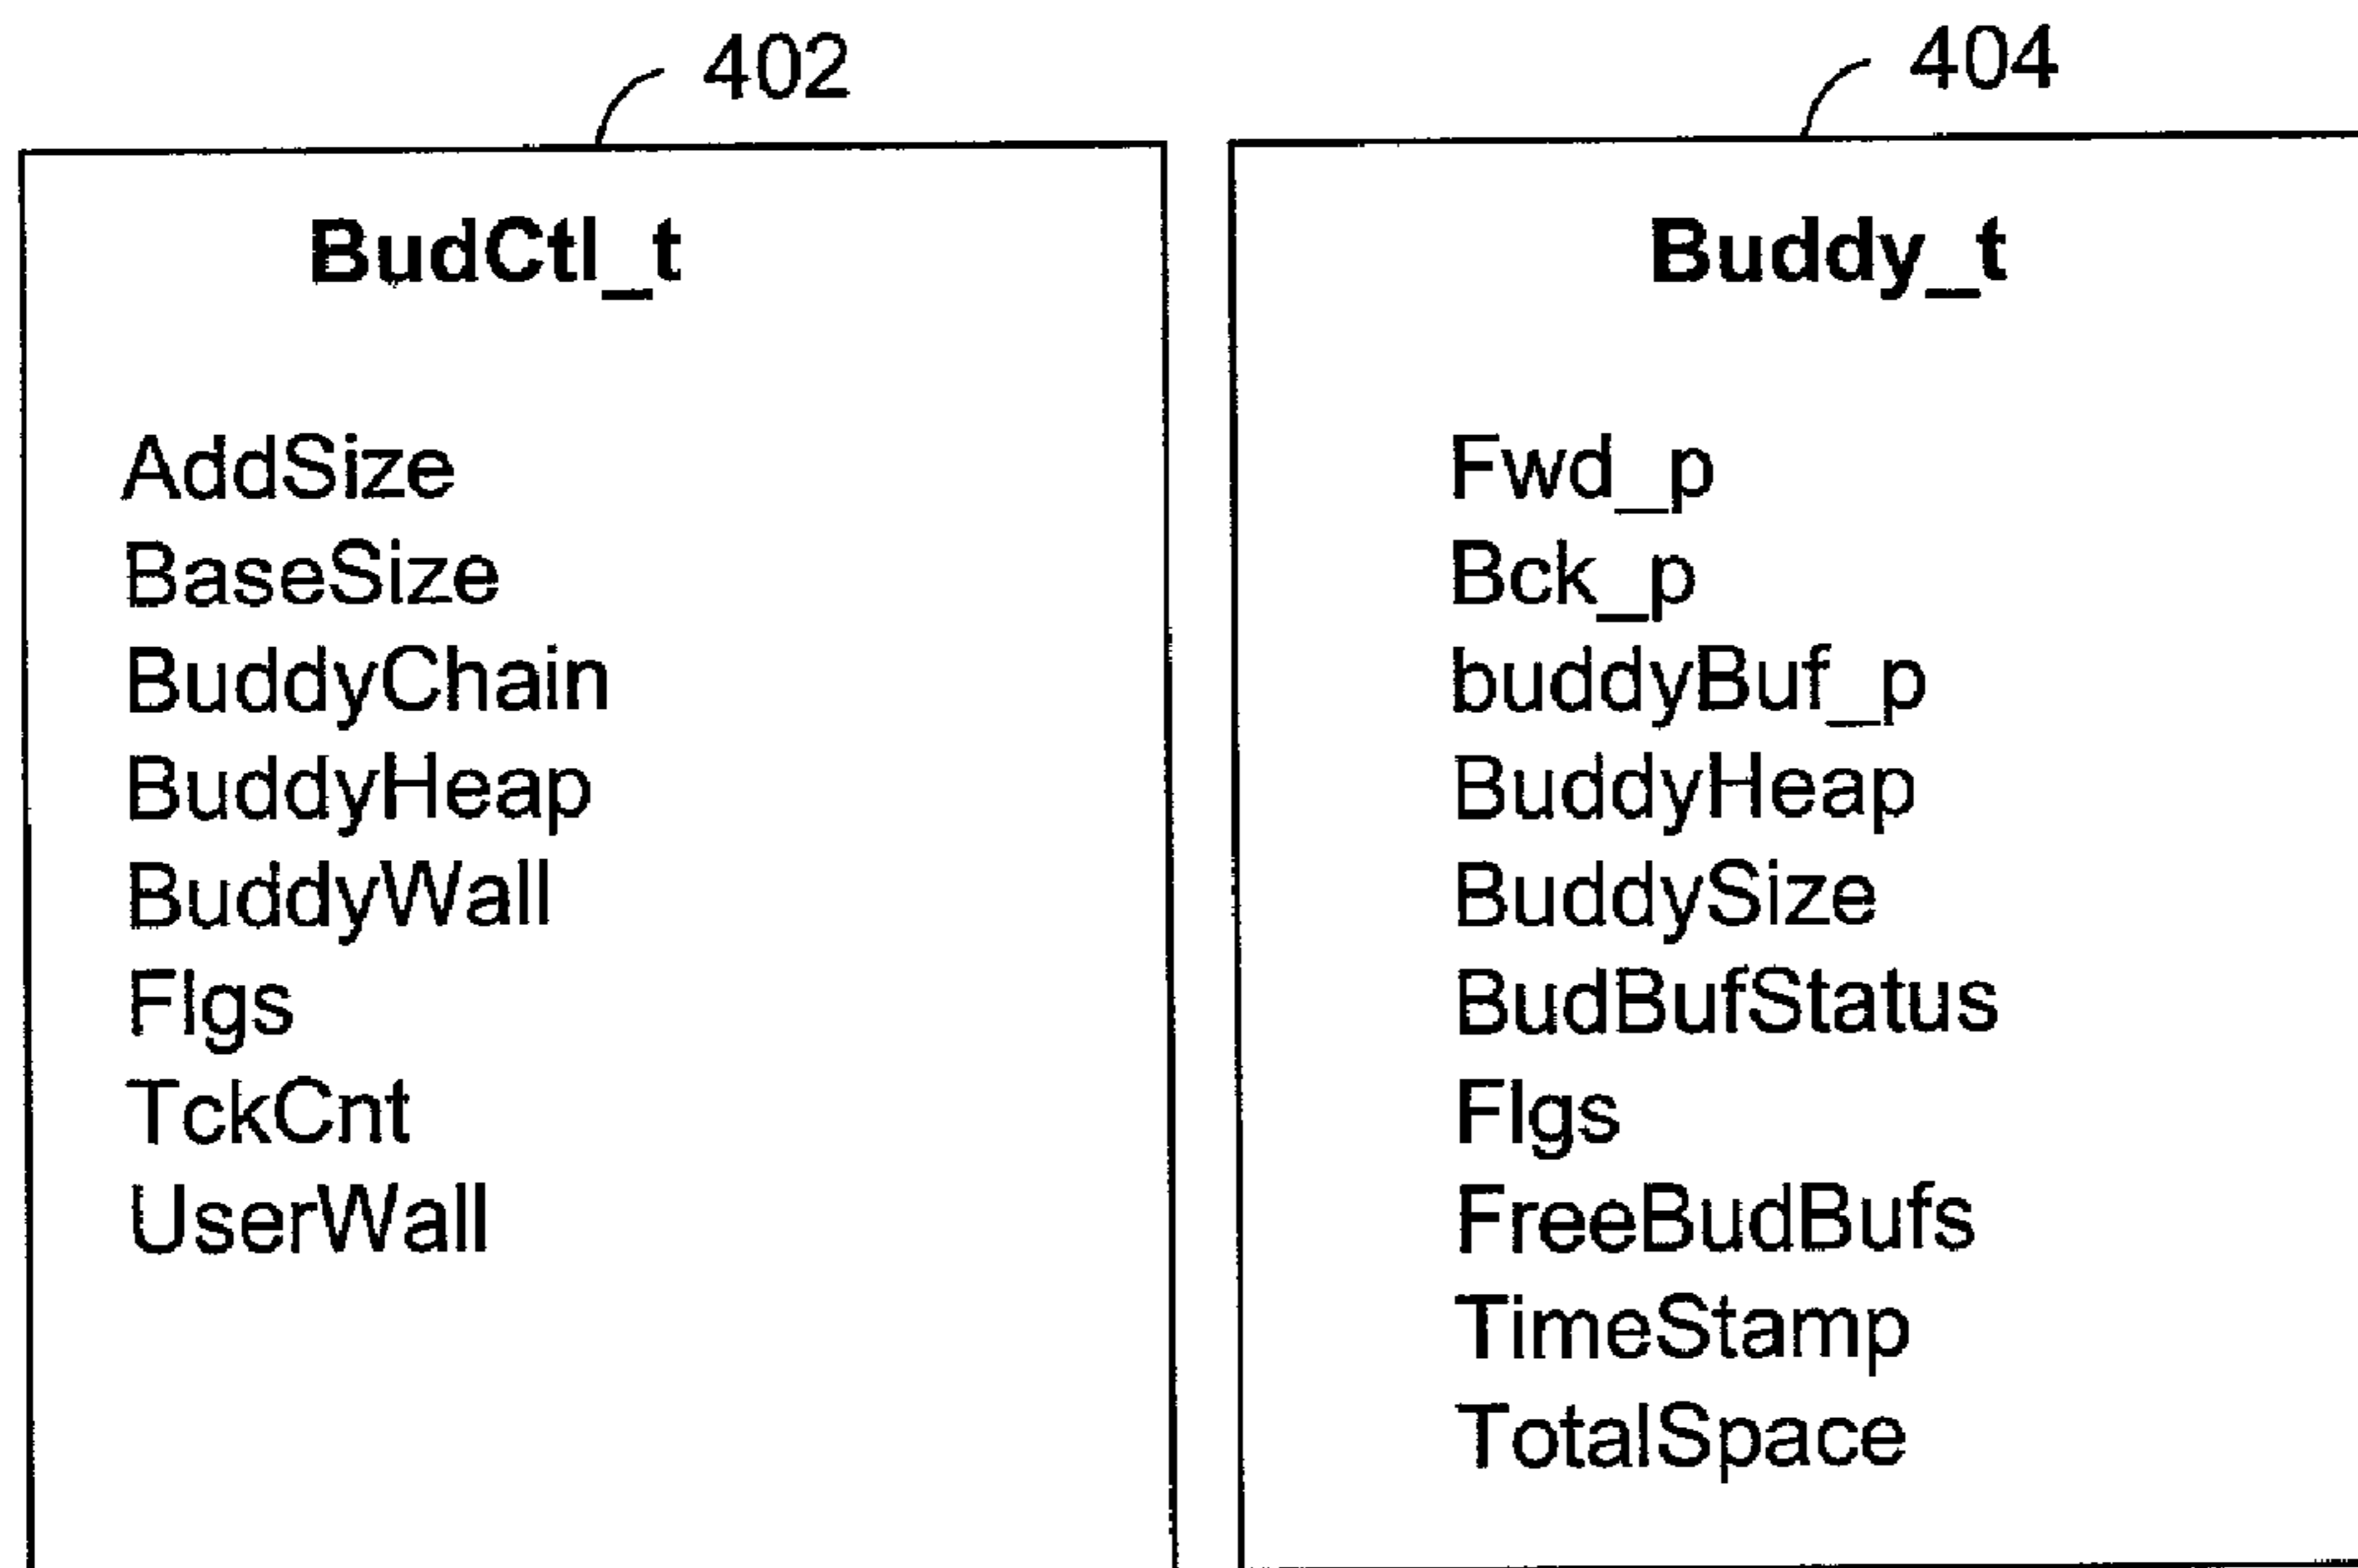 402
BudCtl_t
AddSize
BaseSize
BuddyChain
BuddyHeap
BuddyWall
Flgs
TckCnt
UserWall
404
Buddy_t
Fwd_p
Bck_p
buddyBuf_p
BuddyHeap
BuddySize
BudBufStatus
Flgs
FreeBudBufs
TimeStamp
TotalSpace